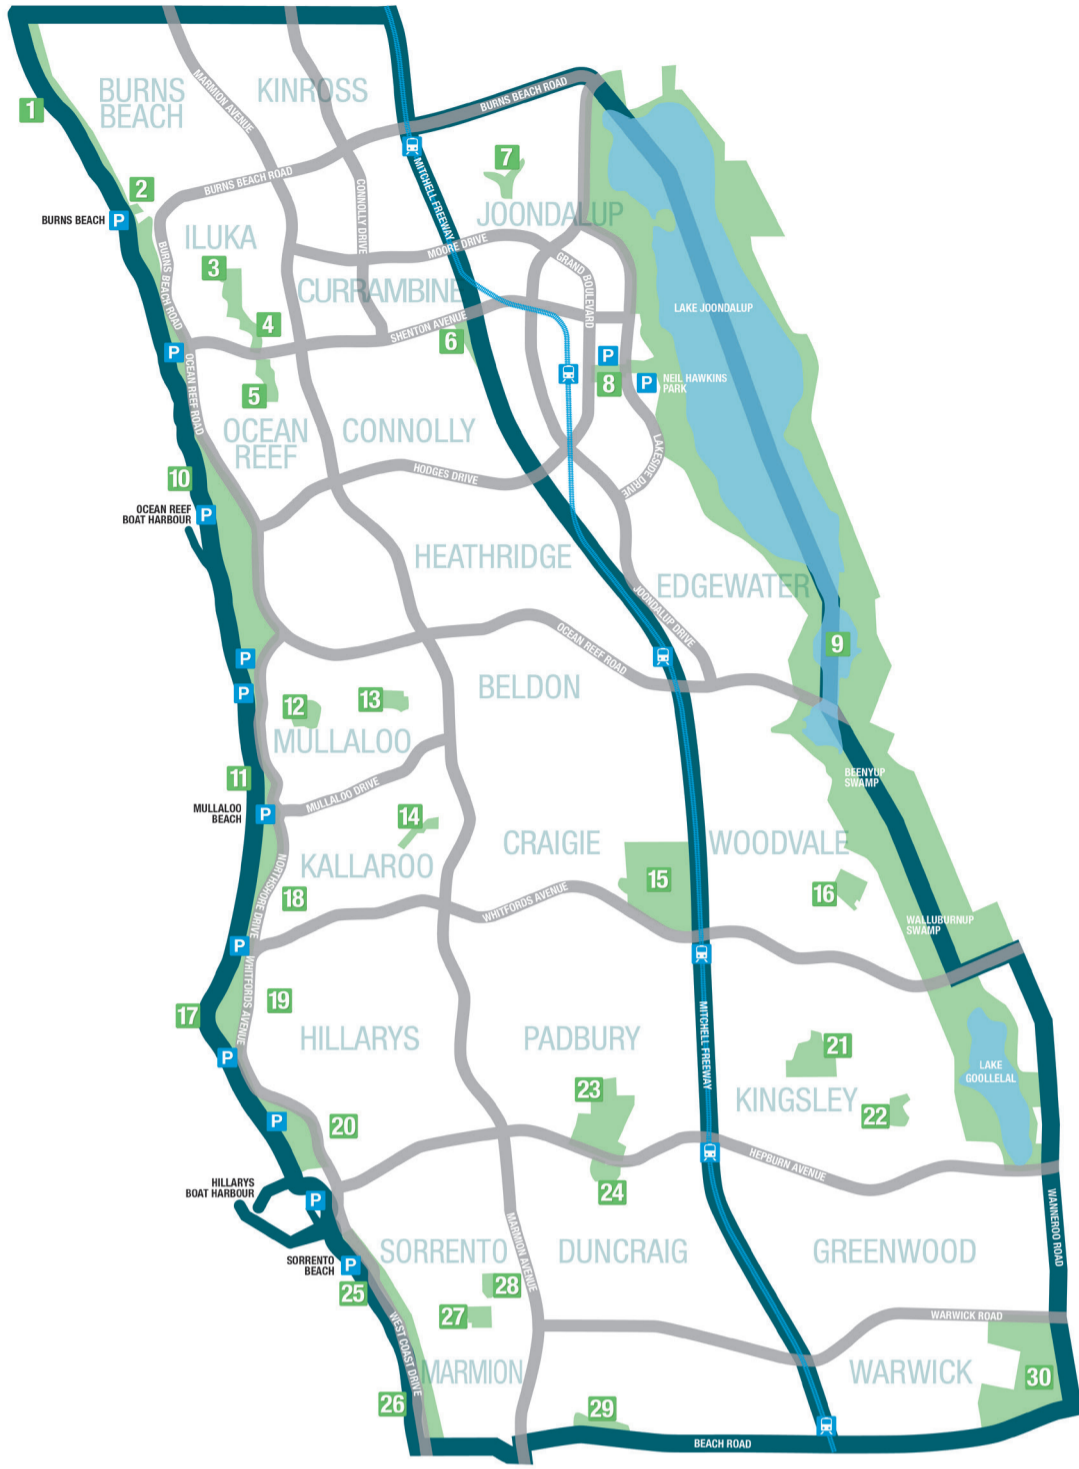 BURNS
BEACH
KINROSS
MARMION AVENUE
BURNS BEACH ROAD
1
7
MITCHELL FREEWAY
CONNOLLY DRIVE
BURNS BEACH ROAD
2
BURNS BEACH
P
JOONDALUP
ILUKA
MOORE DRIVE
GRAND BOULEVARD
BURNS BEACH ROAD
3
CURRAMBINE
LAKE JOONDALUP
4
SHENTON AVENUE
6
P
P
8
P
NEIL HAWKINS
PARK
OCEAN REEF ROAD
5
OCEAN
REEF
CONNOLLY
LAKESIDE DRIVE
HODGES DRIVE
10
OCEAN REEF
BOAT HARBOUR
P
HEATHRIDGE
EDGEWATER
JOONDALUP DRIVE
OCEAN REEF ROAD
9
P
P
BELDON
12
13
MULLALOO
11
BEENYUP
SWAMP
MULLALOO DRIVE
MULLALOO
BEACH
P
14
CRAIGIE
WOODVALE
KALLAROO
15
16
NORTHSHORE DRIVE
18
WHITFORDS AVENUE
WALLUBURNUP
SWAMP
P
WHITFORDS AVENUE
19
17
HILLARYS
PADBURY
MITCHELL FREEWAY
21
P
LAKE
GOOLLELAL
KINGSLEY
23
22
P
20
HEPBURN AVENUE
24
HILLARYS
BOAT HARBOUR
P
WANNEROO ROAD
MARMION AVENUE
SORRENTO
DUNCRAIG
GREENWOOD
SORRENTO
BEACH
P
25
28
27
WEST COAST DRIVE
WARWICK ROAD
MARMION
WARWICK
30
26
29
BEACH ROAD